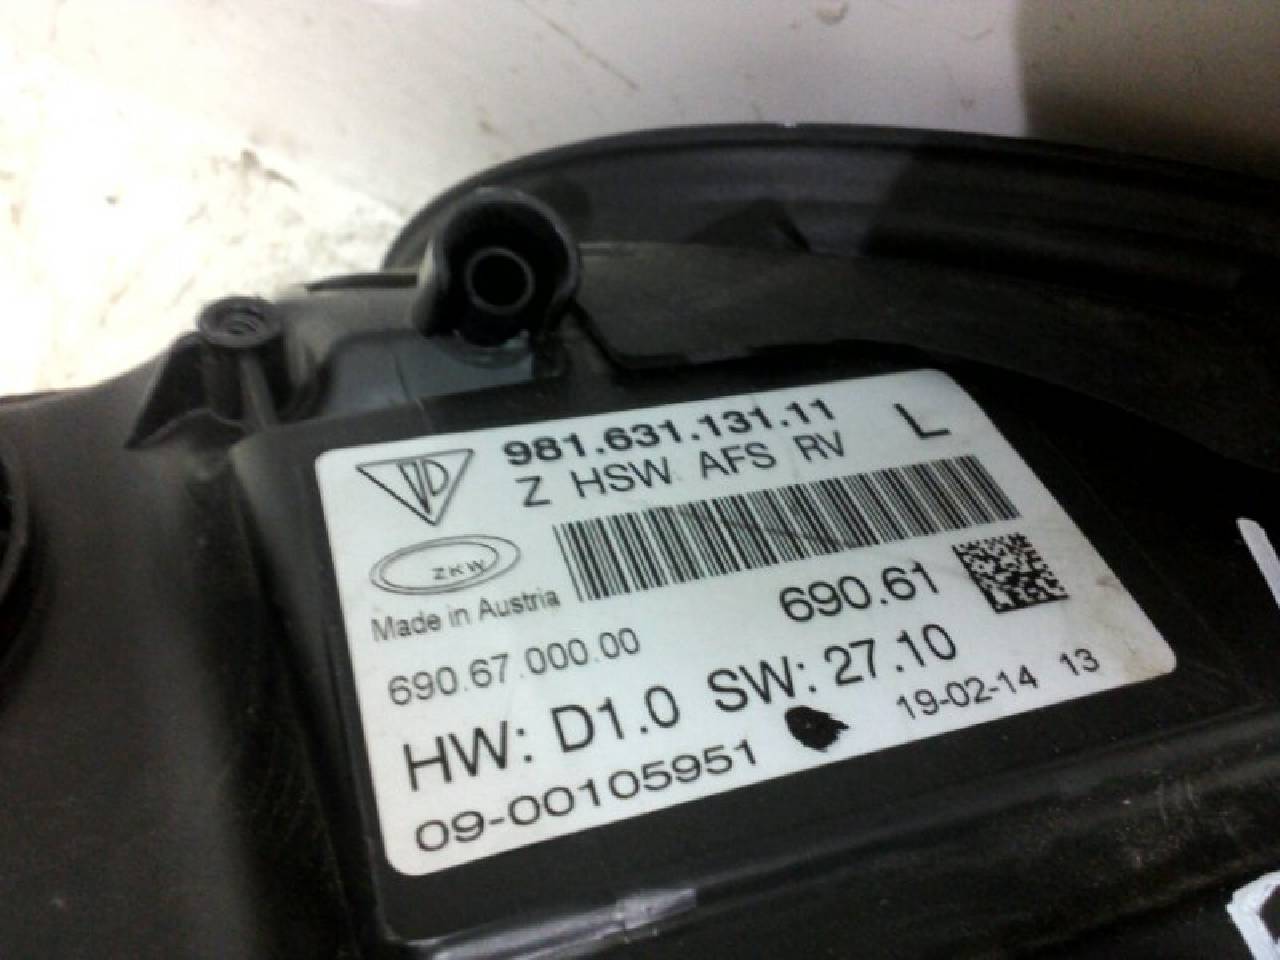 981.631.131.11 L
Z HSW AFS RV
ZKW
Made in Austria
690.67.000.00
690.61
HW: D1.0 SW: 27.10
09-00105951
19-02-14 13